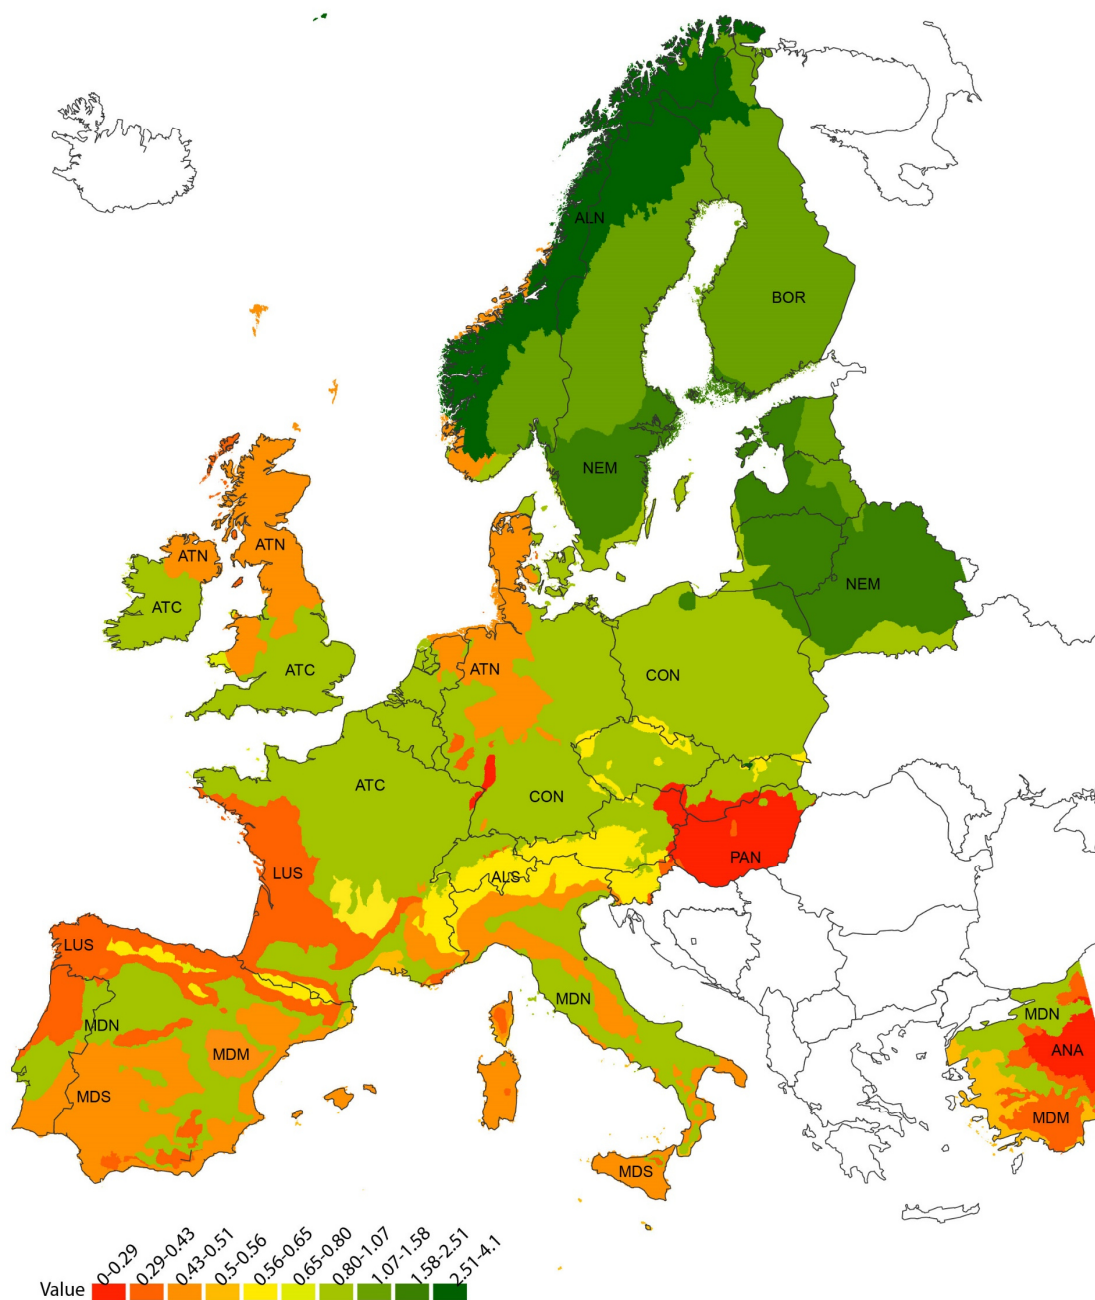 ALN
BOR
NEM
ATN
ATN
NEM
ATC
ATC
ATN
CON
ATC
CON
PAN
LUS
ALS
LUS
MDN
MDN
MDN
MDM
ANA
MDS
MDM
MDS
Value 0-0.29 0.29-0.43 0.43-0.51 0.5-0.56 0.56-0.65 0.65-0.80 0.80-1.07 1.07-1.58 1.58-2.51 2.51-4.1